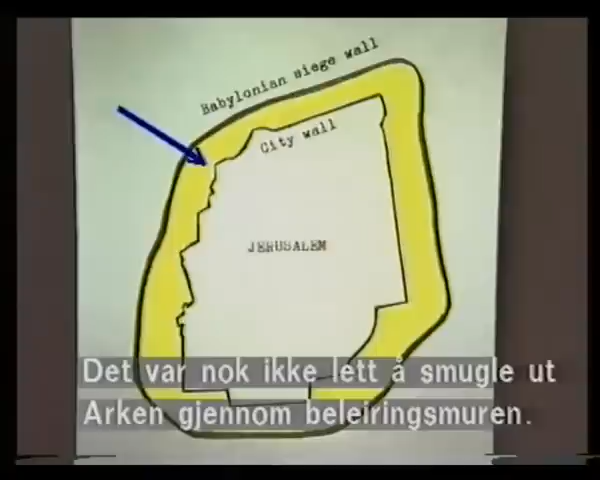 Babylonian siege wall
City wall
JERUSALEM
Det var nok ikke lett å smugle ut
Arken gjennom beleiringsmuren.